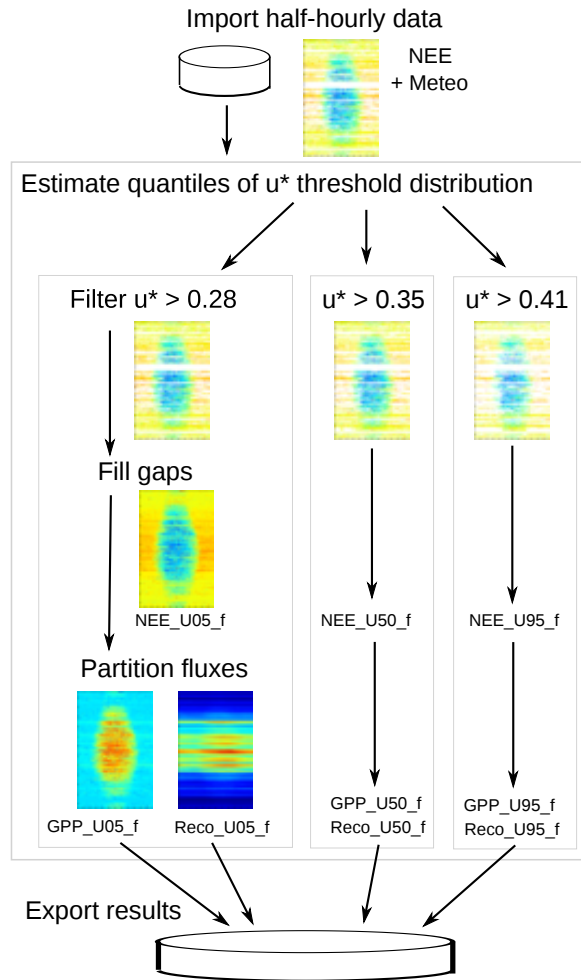 Import half-hourly data
NEE
+ Meteo
Estimate quantiles of u* threshold distribution
Filter u* > 0.28
u* > 0.35
u* > 0.41
Fill gaps
NEE_U05_f
NEE_U50_f
NEE_U95_f
Partition fluxes
GPP_U05_f
Reco_U05_f
GPP_U50_f
Reco_U50_f
GPP_U95_f
Reco_U95_f
Export results